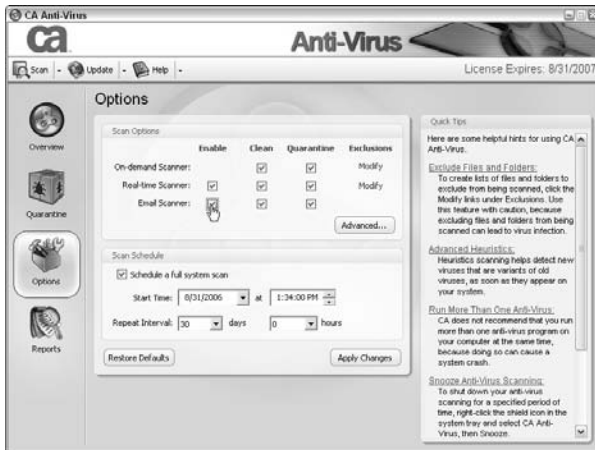 CA Anti-Virus
ca
Anti-Virus
Scan
Update
Help
License Expires: 8/31/2007
Overview
Quarantine
Options
Reports
Options
Scan Options
Enable Clean Quarantine Exclusions
On-demand Scanner: Modify
Real-time Scanner: Modify
Email Scanner:
Advanced...
Scan Schedule
Schedule a full system scan
Start Time: 8/31/2006 at 1:34:00 PM
Repeat Interval: 30 days 0 hours
Restore Defaults
Apply Changes
Quick Tips
Here are some helpful hints for using CA
Anti-Virus.
Exclude Files and Folders:
To create lists of files and folders to
exclude from being scanned, click the
Modify links under Exclusions. Use
this feature with caution, because
excluding files and folders from being
scanned can lead to virus infection.
Advanced Heuristics:
Heuristics scanning helps detect new
viruses that are variants of old
viruses, as soon as they appear on
your system.
Run More Than One Anti-Virus:
CA does not recommend that you run
more than one anti-virus program on
your computer at the same time,
because doing so can cause a
system crash.
Snooze Anti-Virus Scanning:
To shut down your anti-virus
scanning for a specified period of
time, right-click the shield icon in the
system tray and select CA Anti-
Virus, then Snooze.